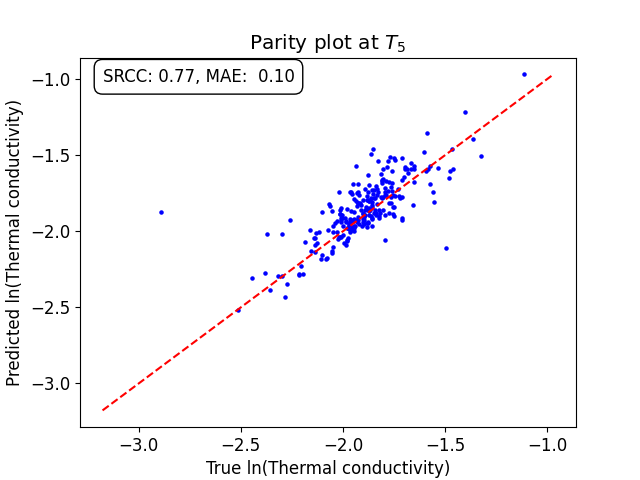 Parity plot at T5
SRCC: 0.77, MAE:  0.10
Predicted ln(Thermal conductivity)
−1.0
−1.5
−2.0
−2.5
−3.0
−3.0 −2.5 −2.0 −1.5 −1.0
True ln(Thermal conductivity)